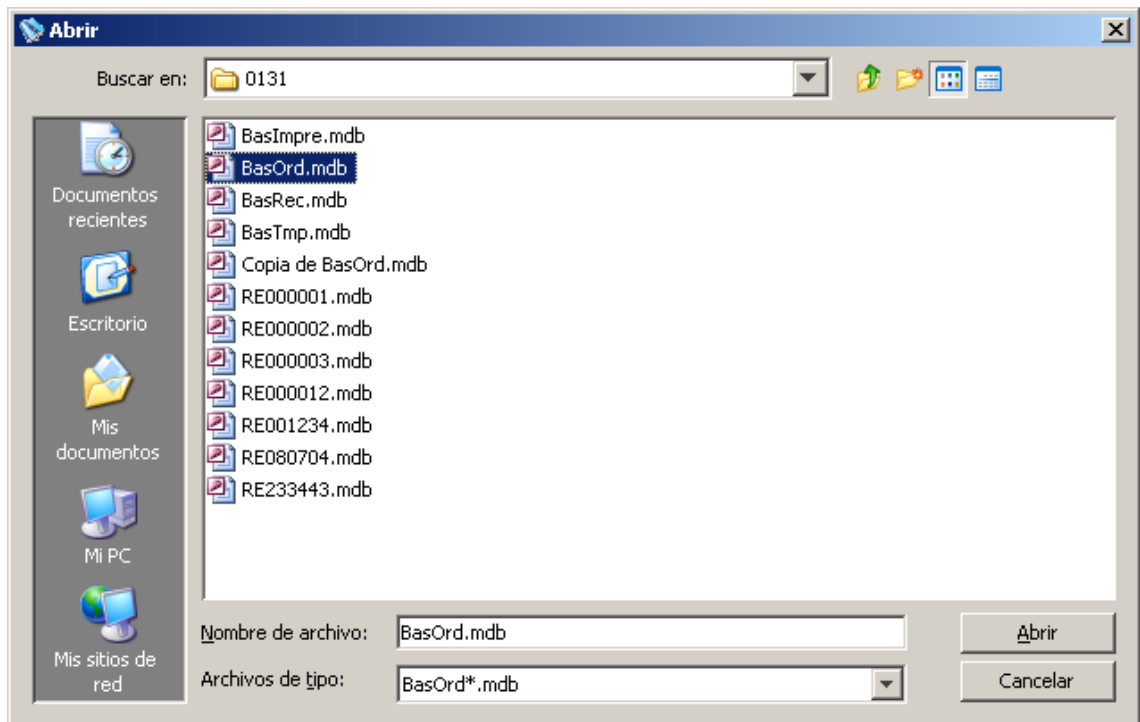 Abrir
Buscar en:
0131
Documentos
recientes
Escritorio
Mis
documentos
Mi PC
Mis sitios de
red
BasImpre.mdb
BasOrd.mdb
BasRec.mdb
BasTmp.mdb
Copia de BasOrd.mdb
RE000001.mdb
RE000002.mdb
RE000003.mdb
RE000012.mdb
RE001234.mdb
RE080704.mdb
RE233443.mdb
Nombre de archivo:
BasOrd.mdb
Abrir
Archivos de tipo:
BasOrd*.mdb
Cancelar